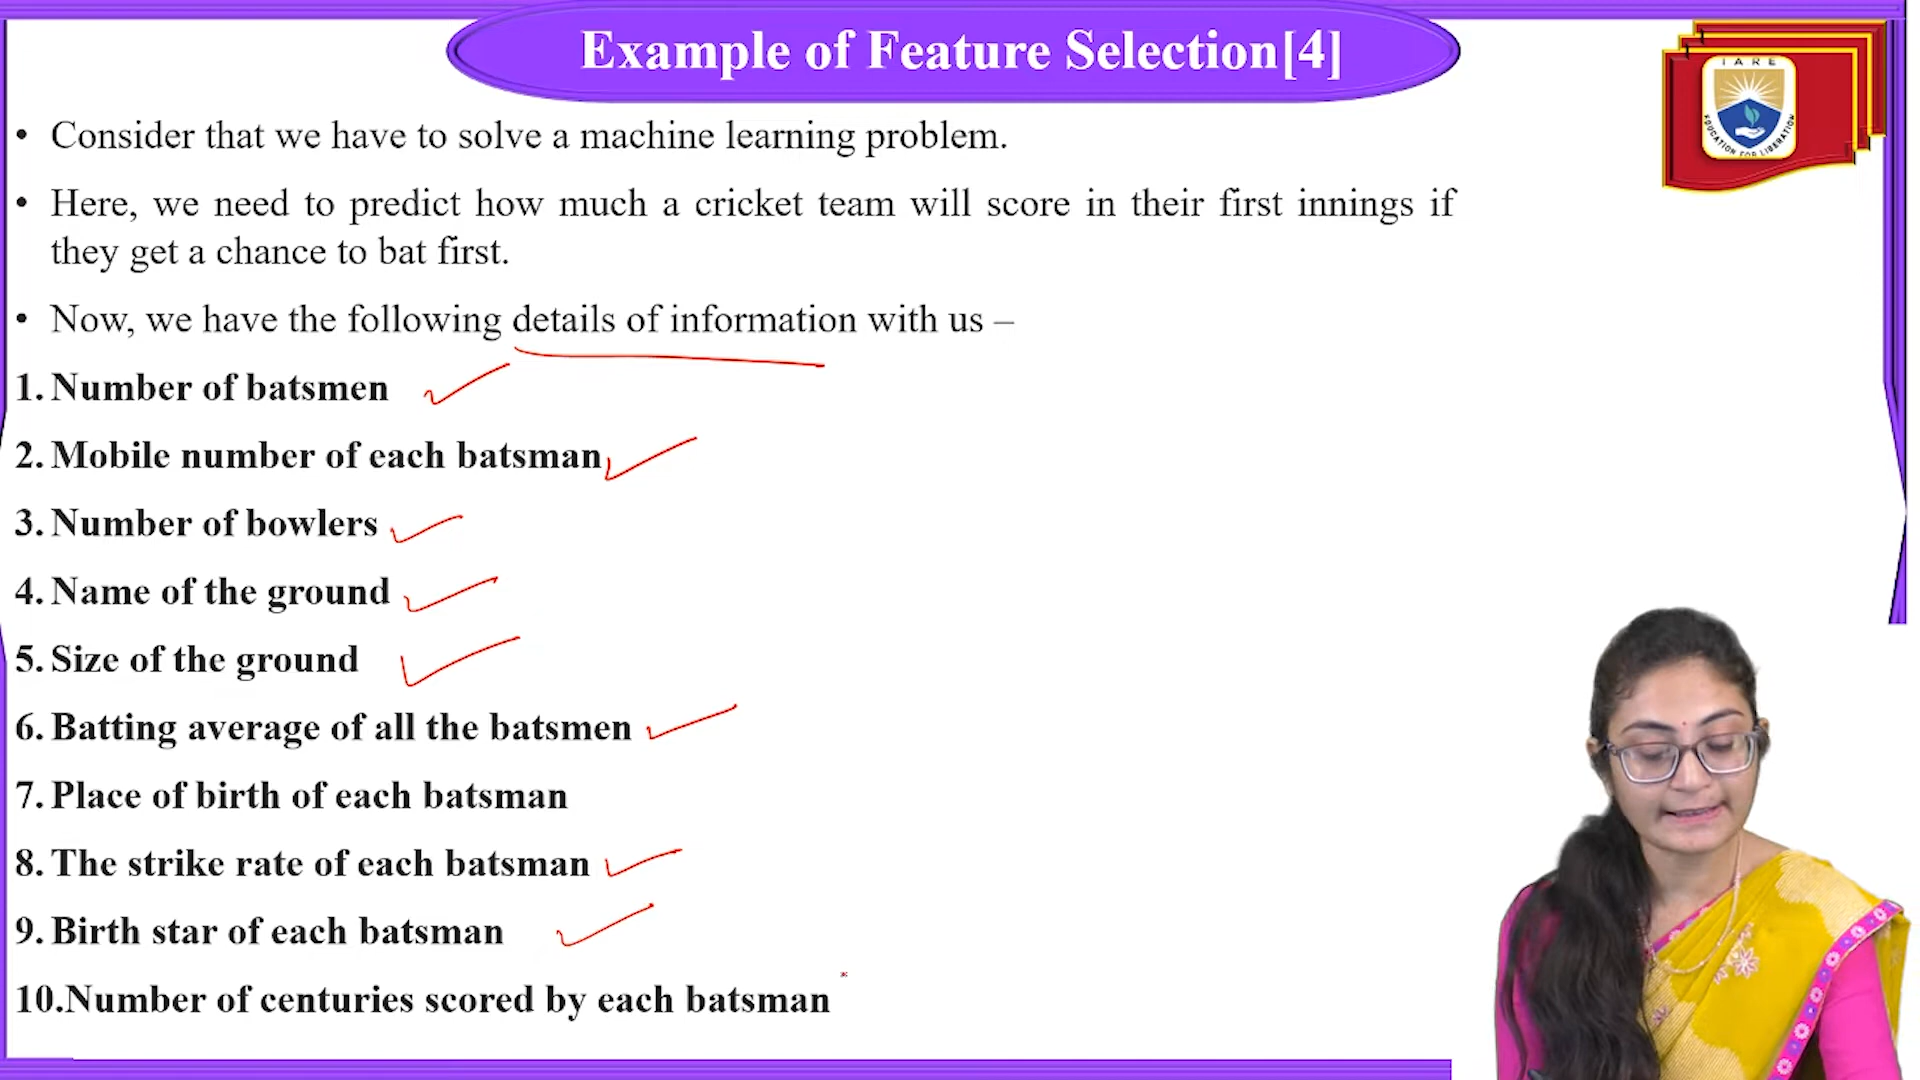 Example of Feature Selection[4]
IARE
EDUCATION FOR LIBERATION
• Consider that we have to solve a machine learning problem.
• Here, we need to predict how much a cricket team will score in their first innings if
they get a chance to bat first.
• Now, we have the following details of information with us –
1. Number of batsmen
2. Mobile number of each batsman
3. Number of bowlers
4. Name of the ground
5. Size of the ground
6. Batting average of all the batsmen
7. Place of birth of each batsman
8. The strike rate of each batsman
9. Birth star of each batsman
10.Number of centuries scored by each batsman